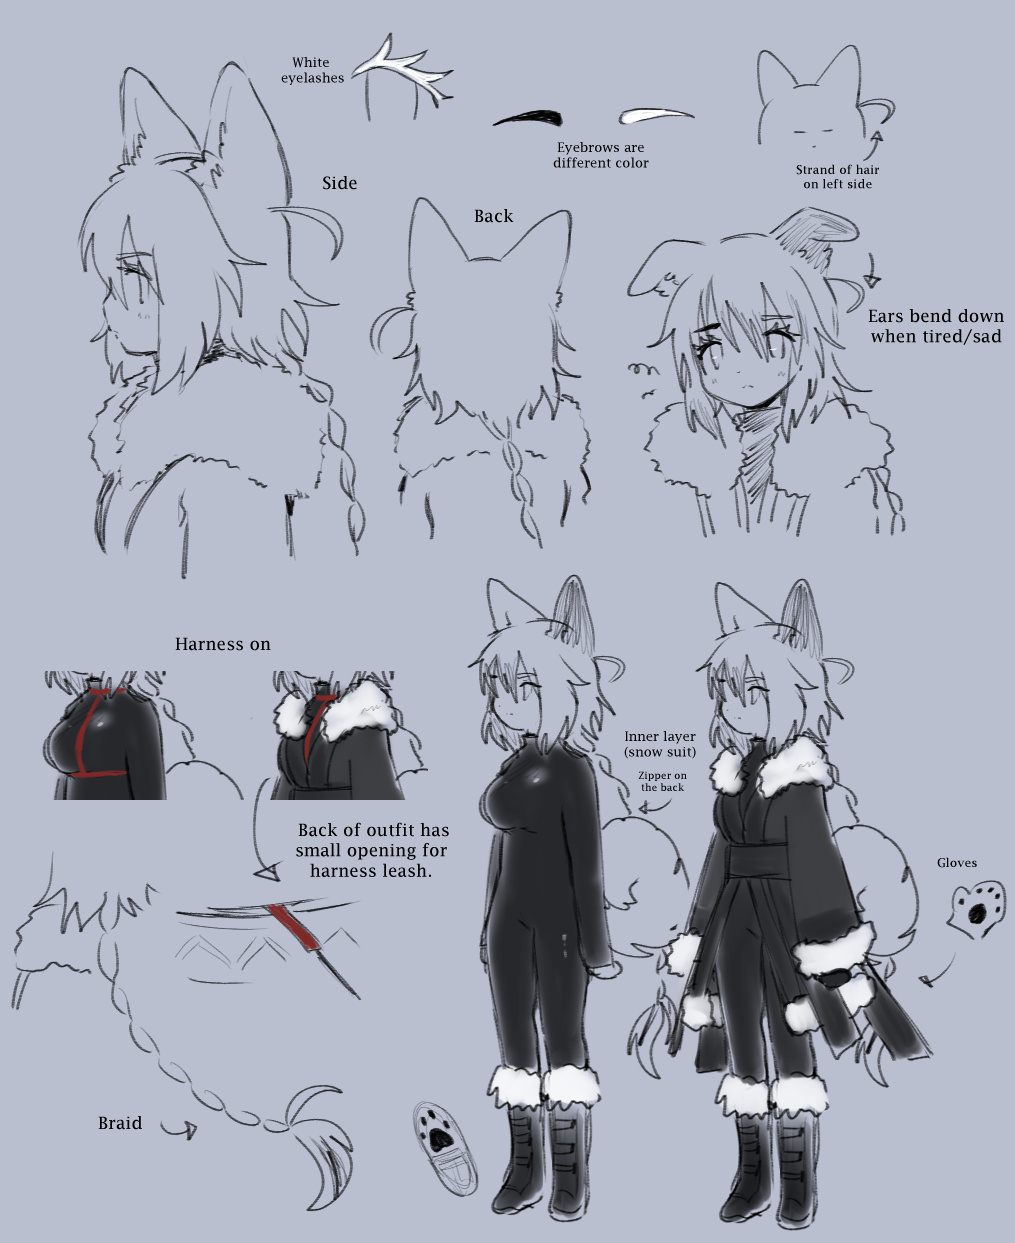 White
eyelashes
Eyebrows are
different color
Strand of hair
on left side
Side
Back
Ears bend down
when tired/sad
Harness on
Inner layer
(snow suit)
Zipper on
the back
Back of outfit has
small opening for
harness leash.
Gloves
Braid